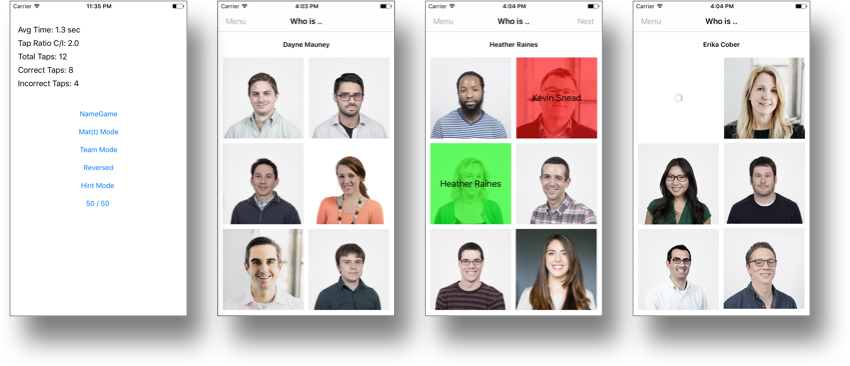 Carrier 11:35 PM
Avg Time: 1.3 sec
Tap Ratio C/I: 2.0
Total Taps: 12
Correct Taps: 8
Incorrect Taps: 4
NameGame
Mat(t) Mode
Team Mode
Reversed
Hint Mode
50 / 50
Carrier 4:03 PM
Menu Who is ..
Dayne Mauney
Carrier 4:04 PM
Menu Who is .. Next
Heather Raines
Kevin Snead
Heather Raines
Carrier 4:04 PM
Menu Who is ..
Erika Cober